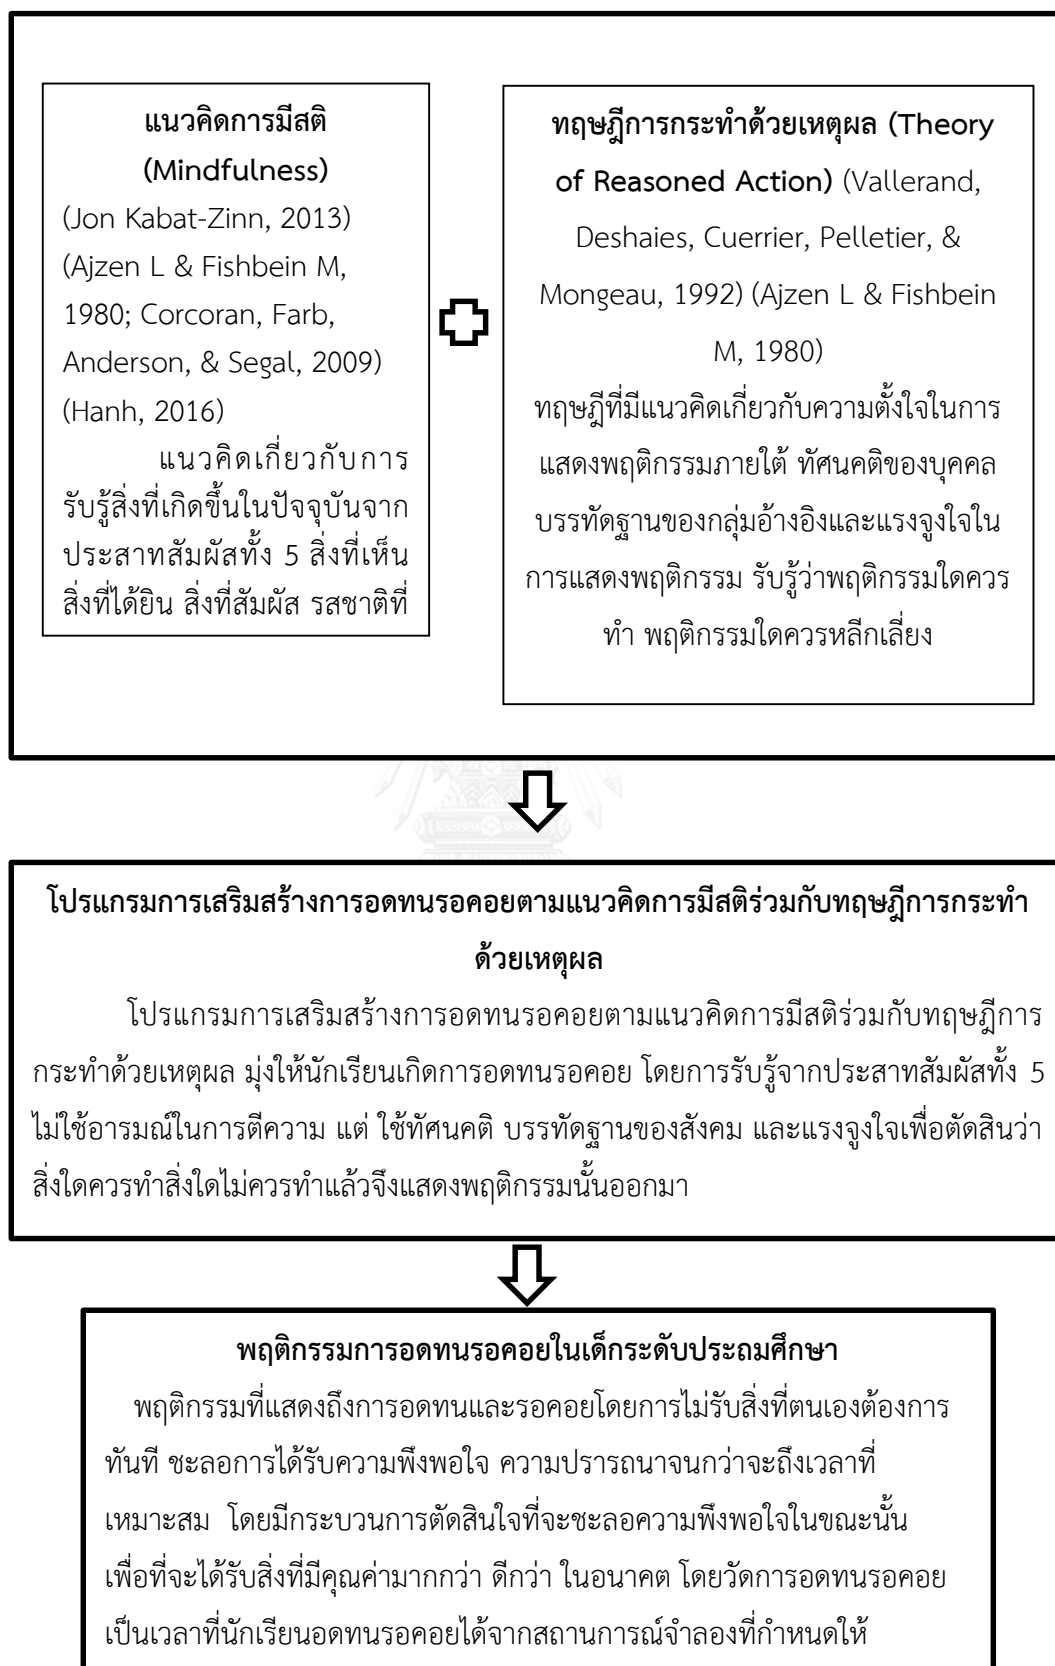 แนวคิดการมีสติ
(Mindfulness)
(Jon Kabat-Zinn, 2013)
(Ajzen L & Fishbein M,
1980; Corcoran, Farb,
Anderson, & Segal, 2009)
(Hanh, 2016)
แนวคิดเกี่ยวกับการ
รับรู้สิ่งที่เกิดขึ้นในปัจจุบันจาก
ประสาทสัมผัสทั้ง 5 สิ่งที่เห็น
สิ่งที่ได้ยิน สิ่งที่สัมผัส รสชาติที่
ทฤษฎีการกระทำด้วยเหตุผล (Theory
of Reasoned Action) (Vallerand,
Deshaies, Cuerrier, Pelletier, &
Mongeau, 1992) (Ajzen L & Fishbein
M, 1980)
ทฤษฎีที่มีแนวคิดเกี่ยวกับความตั้งใจในการ
แสดงพฤติกรรมภายใต้ ทัศนคติของบุคคล
บรรทัดฐานของกลุ่มอ้างอิงและแรงจูงใจใน
การแสดงพฤติกรรม รับรู้ว่าพฤติกรรมใดควร
ทำ พฤติกรรมใดควรหลีกเลี่ยง
โปรแกรมการเสริมสร้างการอดทนรอคอยตามแนวคิดการมีสติร่วมกับทฤษฎีการกระทำ
ด้วยเหตุผล
โปรแกรมการเสริมสร้างการอดทนรอคอยตามแนวคิดการมีสติร่วมกับทฤษฎีการ
กระทำด้วยเหตุผล มุ่งให้นักเรียนเกิดการอดทนรอคอย โดยการรับรู้จากประสาทสัมผัสทั้ง 5
ไม่ใช้อารมณ์ในการตีความ แต่ ใช้ทัศนคติ บรรทัดฐานของสังคม และแรงจูงใจเพื่อตัดสินว่า
สิ่งใดควรทำสิ่งใดไม่ควรทำแล้วจึงแสดงพฤติกรรมนั้นออกมา
พฤติกรรมการอดทนรอคอยในเด็กระดับประถมศึกษา
พฤติกรรมที่แสดงถึงการอดทนและรอคอยโดยการไม่รับสิ่งที่ตนเองต้องการ
ทันที ชะลอการได้รับความพึงพอใจ ความปรารถนาจนกว่าจะถึงเวลาที่
เหมาะสม โดยมีกระบวนการตัดสินใจที่จะชะลอความพึงพอใจในขณะนั้น
เพื่อที่จะได้รับสิ่งที่มีคุณค่ามากกว่า ดีกว่า ในอนาคต โดยวัดการอดทนรอคอย
เป็นเวลาที่นักเรียนอดทนรอคอยได้จากสถานการณ์จำลองที่กำหนดให้